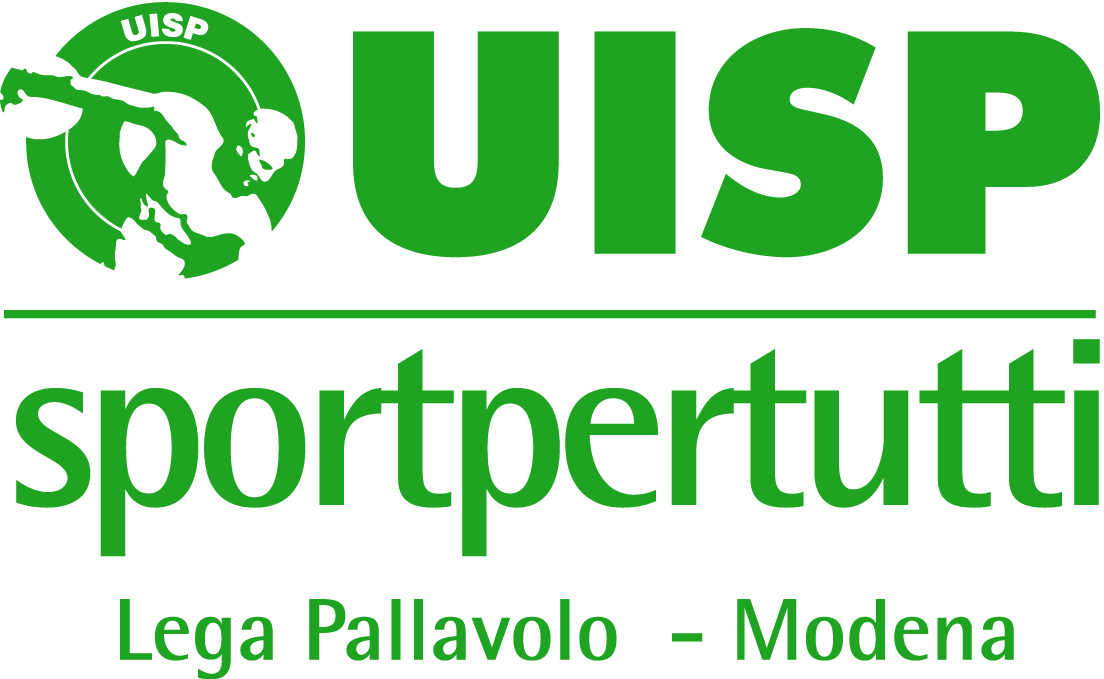 UISP
UISP
sportpertutti
Lega Pallavolo - Modena